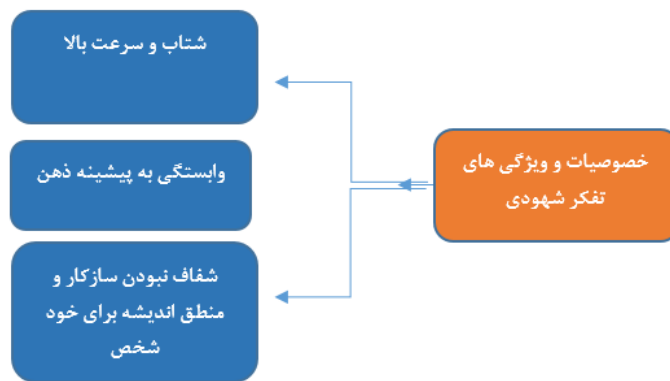 خصوصیات و ویژگی های
تفکر شهودی
شتاب و سرعت بالا
وابستگی به پیشینه ذهن
شفاف نبودن سازکار و
منطق اندیشه برای خود
شخص